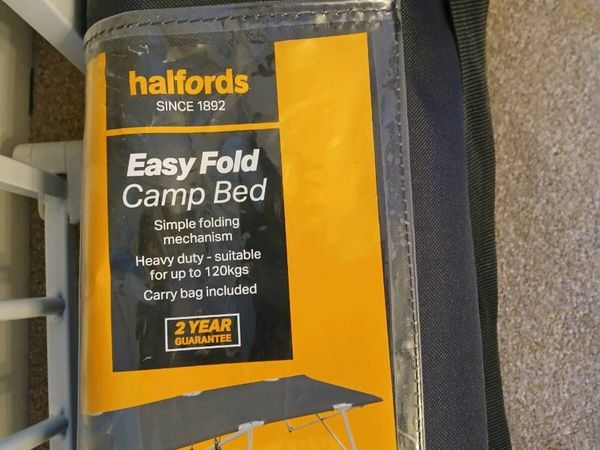 halfords
SINCE 1892
Easy Fold
Camp Bed
Simple folding
mechanism
Heavy duty - suitable
for up to 120kgs
Carry bag included
2 YEAR
GUARANTEE